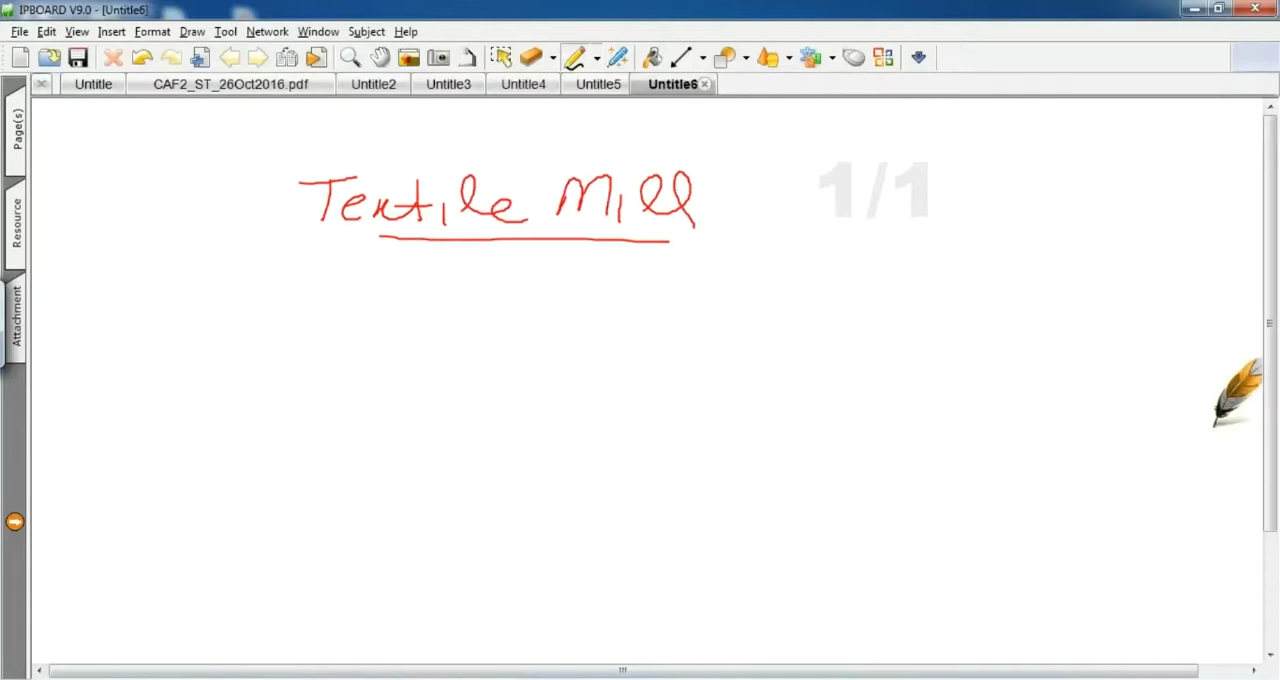 IPBOARD V9.0 - [Untitle6]
File Edit View Insert Format Draw Tool Network Window Subject Help
Untitle CAF2_ST_26Oct2016.pdf Untitle2 Untitle3 Untitle4 Untitle5 Untitle6
Page(s)
Resource
Attachment
Textile Mill
1/1